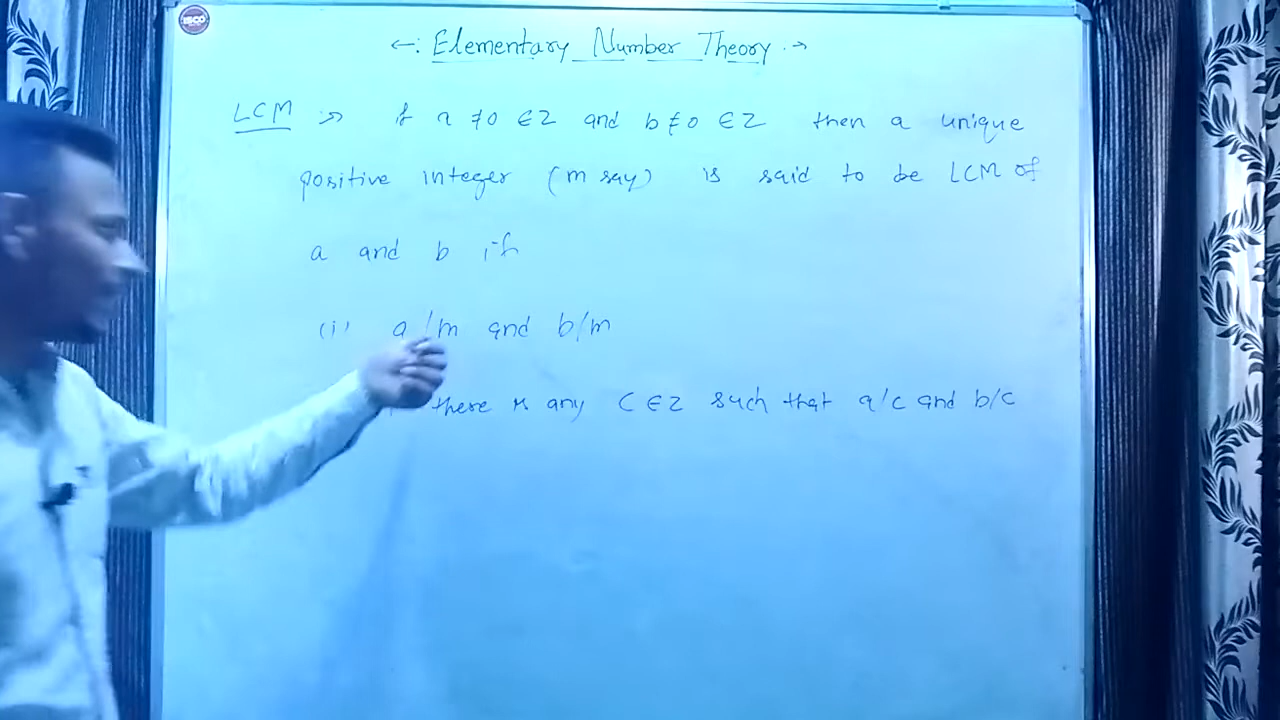 ←: Elementary Number Theory :→
LCM :→ if a ≠0 ∈Z and b≠0 ∈Z then a unique
positive integer (m say) is said to be LCM of
a and b if
(i) a/m and b/m
there is any C∈Z such that a/c and b/c